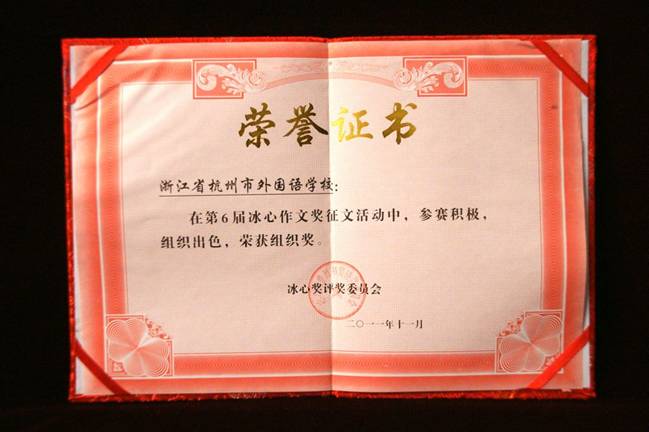 荣誉证书
浙江省杭州市外国语学校：
在第6届冰心作文奖征文活动中，参赛积极，
组织出色，荣获组织奖。
冰心奖评奖委员会
二〇一一年十一月